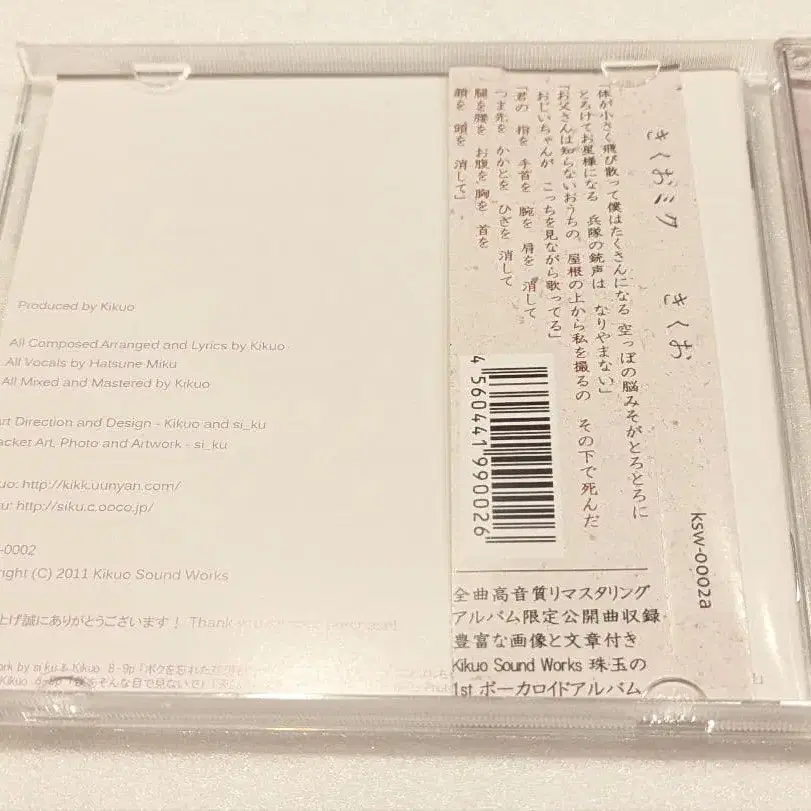 Produced by Kikuo
All Composed Arranged and Lyrics by Kikuo
All Vocals by Hatsune Miku
All Mixed and Mastered by Kikuo
rt Direction and Design - Kikuo and si_ku
acket Art, Photo and Artwork - si_ku
uo: http://kikk.uunyan.com/
u: http://siku.c.ooco.jp/
-0002
right (C) 2011 Kikuo Sound Works
上げ誠にありがとうございます！ Thank you
きくおミク きくお
「体が小さく飛び散って僕はたくさんになる 空っぽの脳みそがとろとろに
とろけてお星様になる 兵隊の銃声は なりやまない」
「お父さんは知らないおうちの、屋根の上から私を撮るの その下で死んだ
おじいちゃんが こっちを見ながら歌ってる」
「君の 指を 手首を 腕を 肩を 消して
つま先を かかとを ひざを 消して
腿を腰を お腹を胸を 首を
顔を 頭を 消して」
4 560441 990026
ksw-0002a
全曲高音質リマスタリング
アルバム限定公開曲収録
豊富な画像と文章付き
Kikuo Sound Works 珠玉の
1st ボーカロイドアルバム